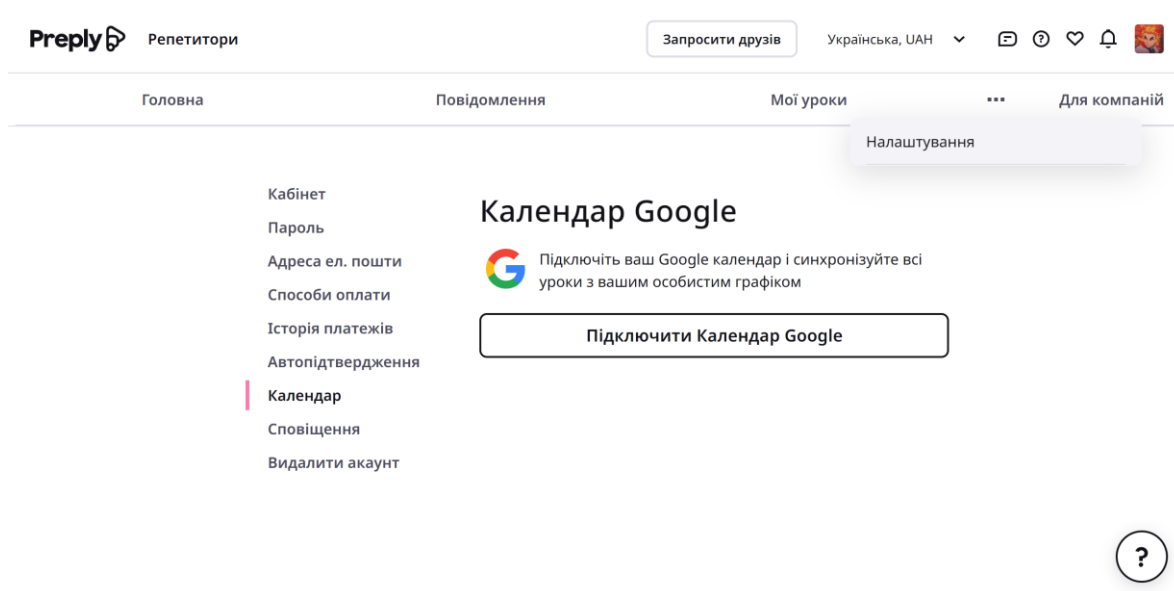 Preply Репетитори Запросити друзів Українська, UAH
Головна Повідомлення Мої уроки ••• Для компаній
Налаштування
Кабінет
Пароль
Адреса ел. пошти
Способи оплати
Історія платежів
Автопідтвердження
Календар
Сповіщення
Видалити акаунт
Календар Google
Підключіть ваш Google календар і синхронізуйте всі
уроки з вашим особистим графіком
Підключити Календар Google
?